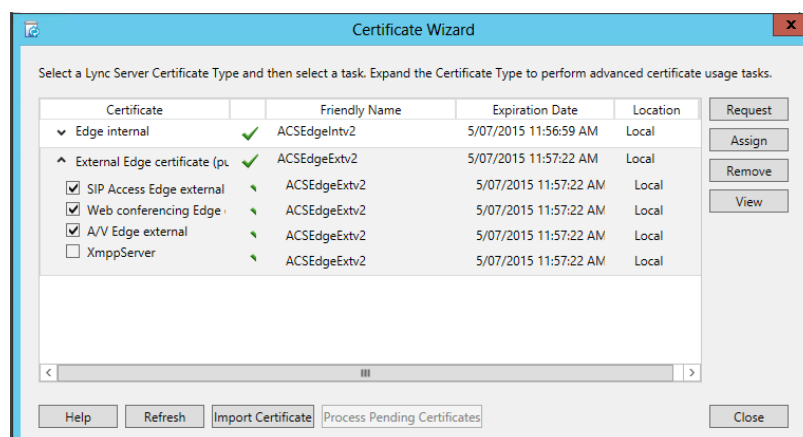 Certificate Wizard
X
Select a Lync Server Certificate Type and then select a task. Expand the Certificate Type to perform advanced certificate usage tasks.
Certificate Friendly Name Expiration Date Location
Edge internal ACSEdgeIntv2 5/07/2015 11:56:59 AM Local
External Edge certificate (pu ACSEdgeExtv2 5/07/2015 11:57:22 AM Local
SIP Access Edge external ACSEdgeExtv2 5/07/2015 11:57:22 AM Local
Web conferencing Edge ACSEdgeExtv2 5/07/2015 11:57:22 AM Local
A/V Edge external ACSEdgeExtv2 5/07/2015 11:57:22 AM Local
XmppServer ACSEdgeExtv2 5/07/2015 11:57:22 AM Local
Request
Assign
Remove
View
Help Refresh Import Certificate Process Pending Certificates Close